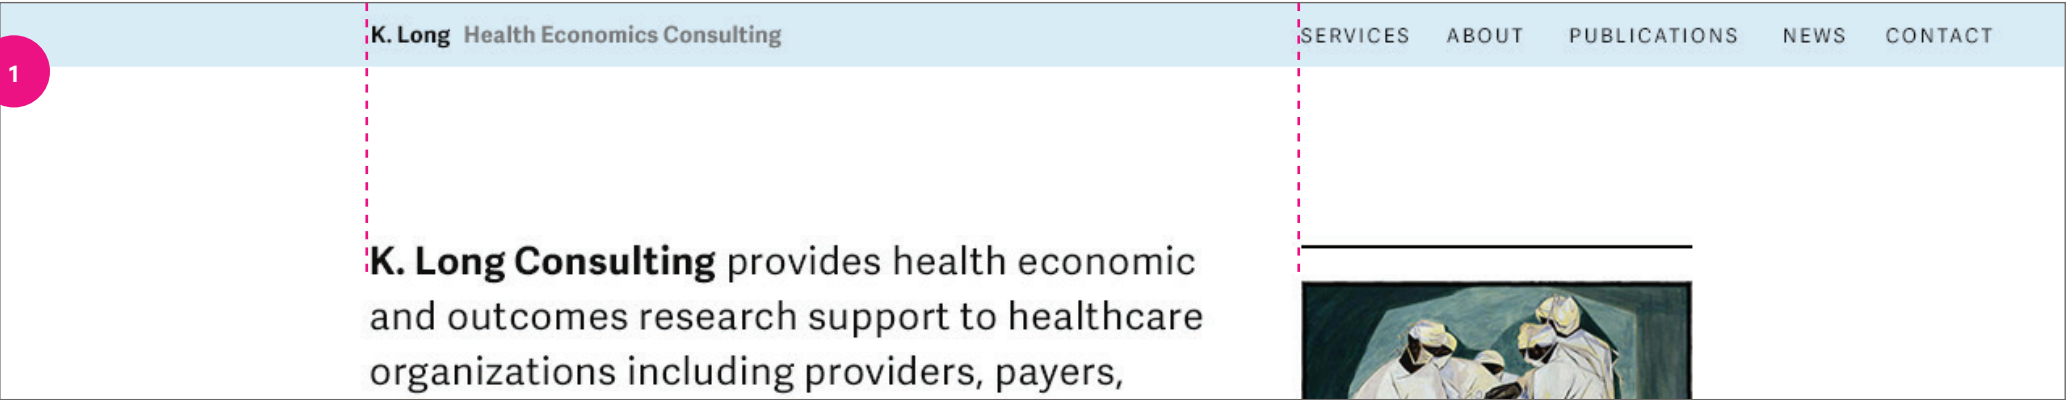 K. Long Health Economics Consulting SERVICES ABOUT PUBLICATIONS NEWS CONTACT
1
K. Long Consulting provides health economic
and outcomes research support to healthcare
organizations including providers, payers,